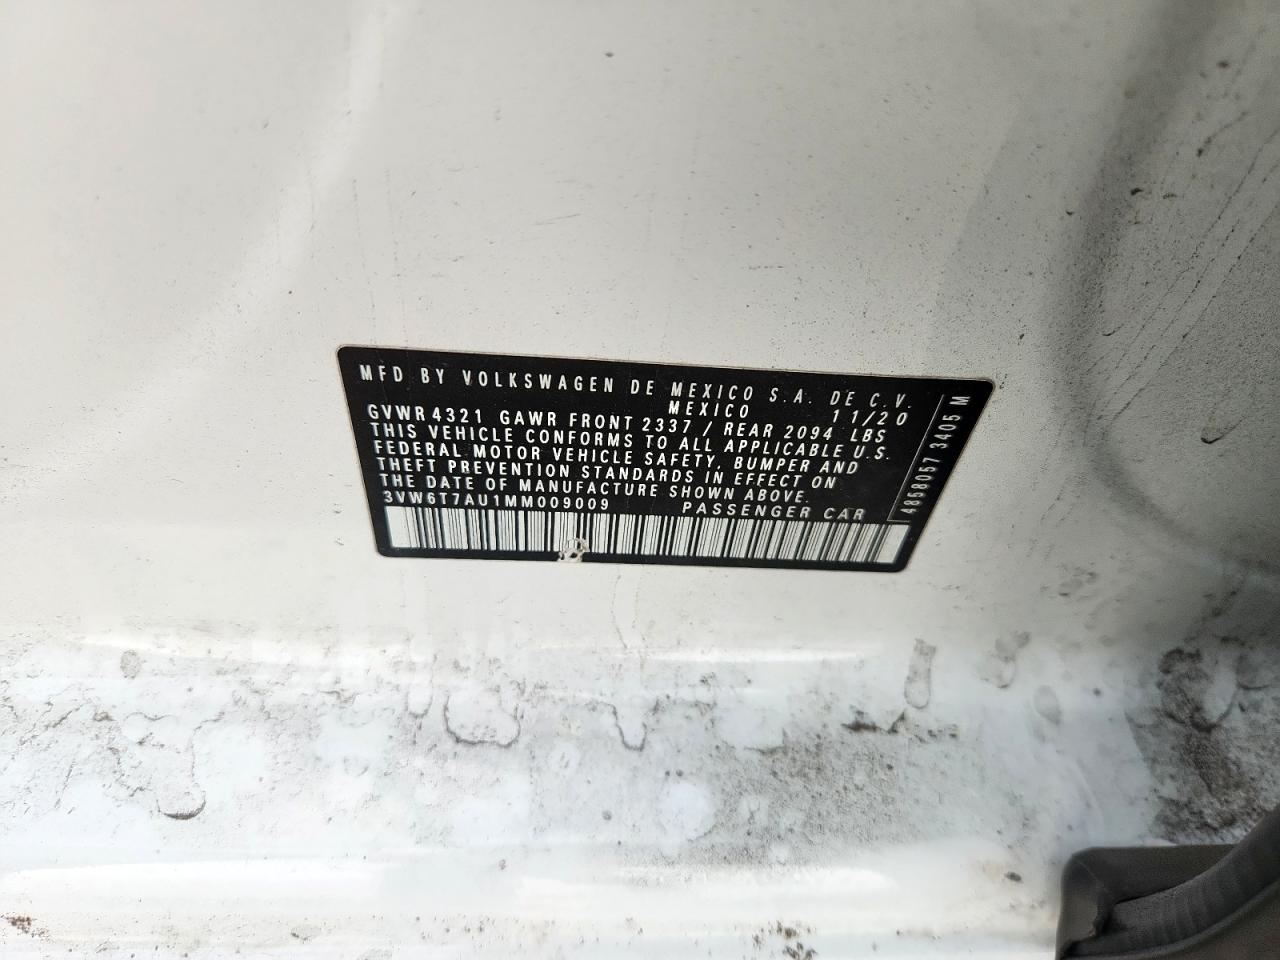 MFD BY VOLKSWAGEN DE MEXICO S.A. DE C.V.
MEXICO 11/20
GVWR 4321 GAWR FRONT 2337 / REAR 2094 LBS
THIS VEHICLE CONFORMS TO ALL APPLICABLE U.S.
FEDERAL MOTOR VEHICLE SAFETY, BUMPER AND
THEFT PREVENTION STANDARDS IN EFFECT ON
THE DATE OF MANUFACTURE SHOWN ABOVE.
3VW6T7AU1MM009009 PASSENGER CAR
4858057 3405 M